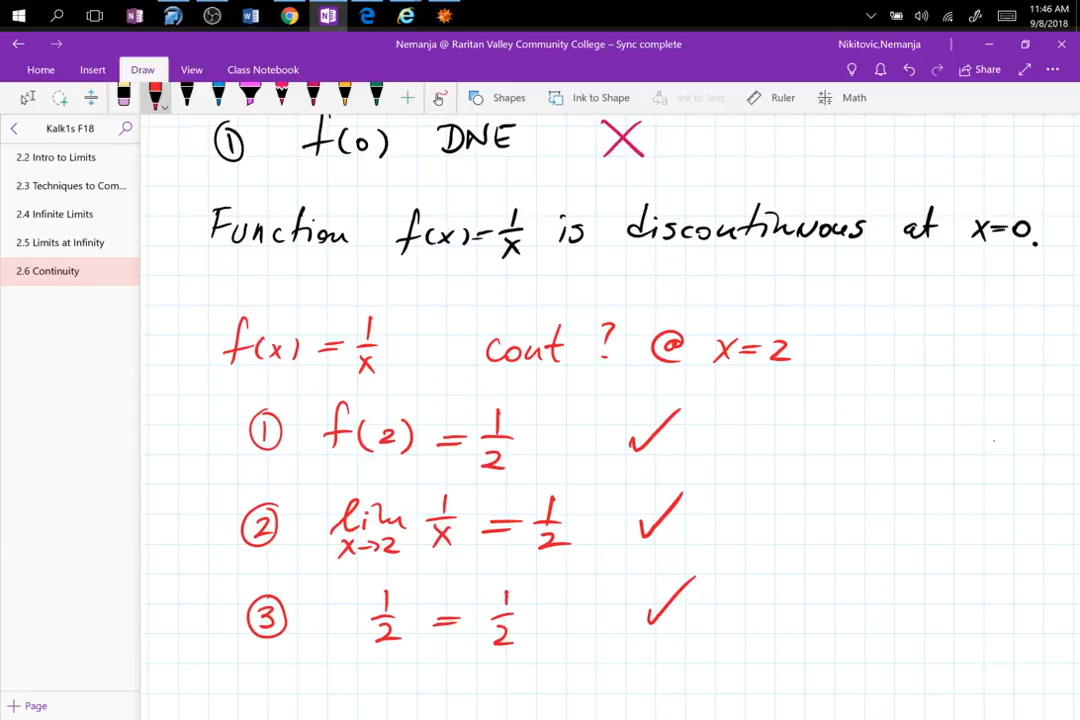 11:46 AM
9/8/2018
Nemanja @ Raritan Valley Community College – Sync complete
Nikitovic,Nemanja
Home Insert Draw View Class Notebook Share
Shapes Ink to Shape Ink to Text Ruler Math
Kalk1s F18
2.2 Intro to Limits
2.3 Techniques to Com...
2.4 Infinite Limits
2.5 Limits at Infinity
2.6 Continuity
+ Page
① f(0) DNE ✗
Function f(x)=1/x is discontinuous at x=0.
f(x) = 1/x cont ? @ x=2
① f(2) = 1/2 ✓
② lim x→2 1/x = 1/2 ✓
③ 1/2 = 1/2 ✓